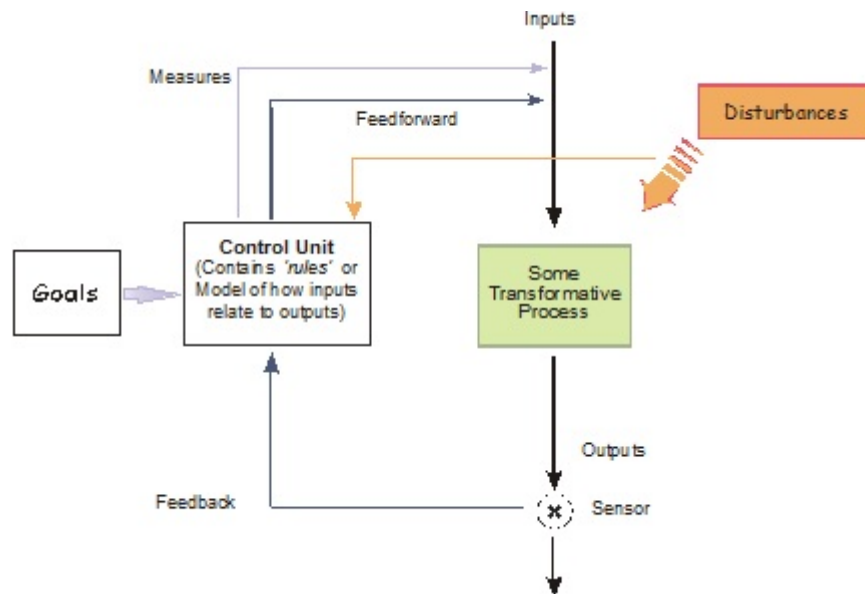 Inputs
Measures
Feedforward
Disturbances
Goals
Control Unit
(Contains 'rules' or
Model of how inputs
relate to outputs)
Some
Transformative
Process
Outputs
Feedback
Sensor